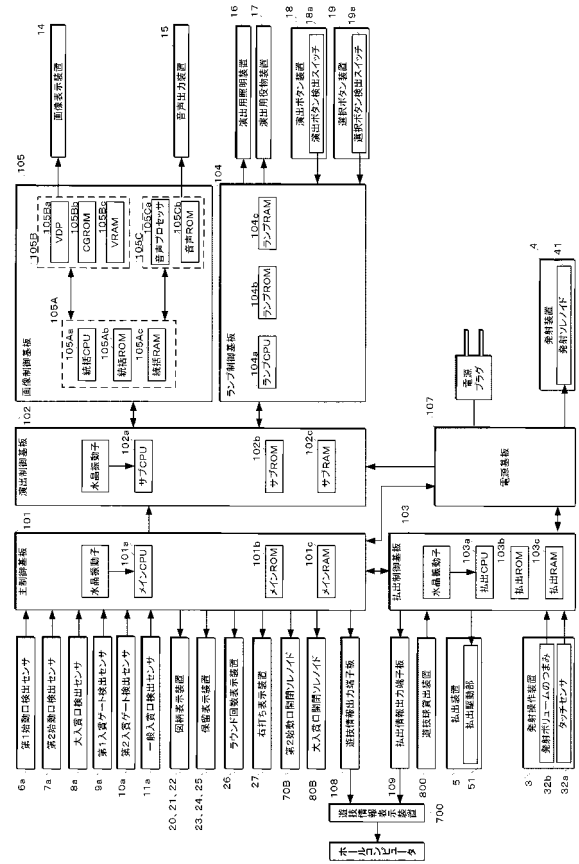 6a
第1始動口検出センサ
7a
第2始動口検出センサ
8a
大入賞口検出センサ
9a
第1入賞ゲート検出センサ
10a
第2入賞ゲート検出センサ
11a
一般入賞口検出センサ
20, 21, 22
図柄表示装置
23, 24, 25
保留表示装置
26
ラウンド回数表示装置
27
右打ち表示装置
70B
第2始動口開閉ソレノイド
80B
大入賞口開閉ソレノイド
108
遊技情報出力端子板
109
払出情報出力端子板
800
遊技球貸出装置
5
払出装置
51
払出駆動部
3
発射操作装置
32b
発射ボリュームのつまみ
32a
タッチセンサ
700
遊技情報表示装置
ホールコンピュータ
101
主制御基板
水晶振動子
101a
メインCPU
101b
メインROM
101c
メインRAM
103
払出制御基板
水晶振動子
103a
払出CPU
103b
払出ROM
103c
払出RAM
102
演出制御基板
水晶振動子
102a
サブCPU
102b
サブROM
102c
サブRAM
107
電源基板
電源
プラグ
4
発射装置
41
発射ソレノイド
105
画像制御基板
105A
105Aa
統括CPU
105Ab
統括ROM
105Ac
統括RAM
105B
105Ba
VDP
105Bb
CGROM
105Bc
VRAM
105C
105Ca
音声プロセッサ
105Cb
音声ROM
104
ランプ制御基板
104a
ランプCPU
104b
ランプROM
104c
ランプRAM
14
画像表示装置
15
音声出力装置
16
演出用照明装置
17
演出用役物装置
18
演出ボタン装置
18a
演出ボタン検出スイッチ
19
選択ボタン装置
19a
選択ボタン検出スイッチ